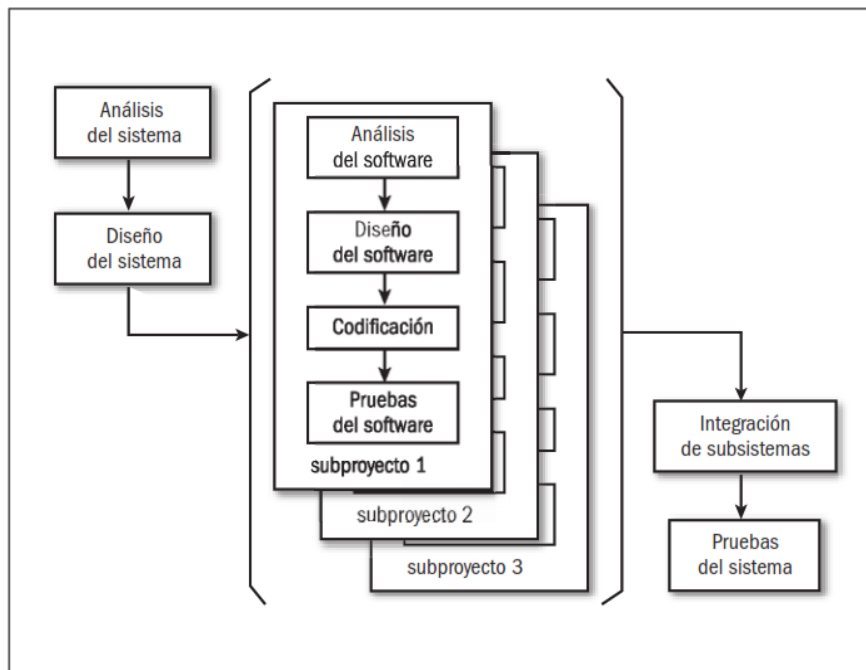 Análisis
del sistema
Diseño
del sistema
Análisis
del software
Diseño
del software
Codificación
Pruebas
del software
subproyecto 1
subproyecto 2
subproyecto 3
Integración
de subsistemas
Pruebas
del sistema